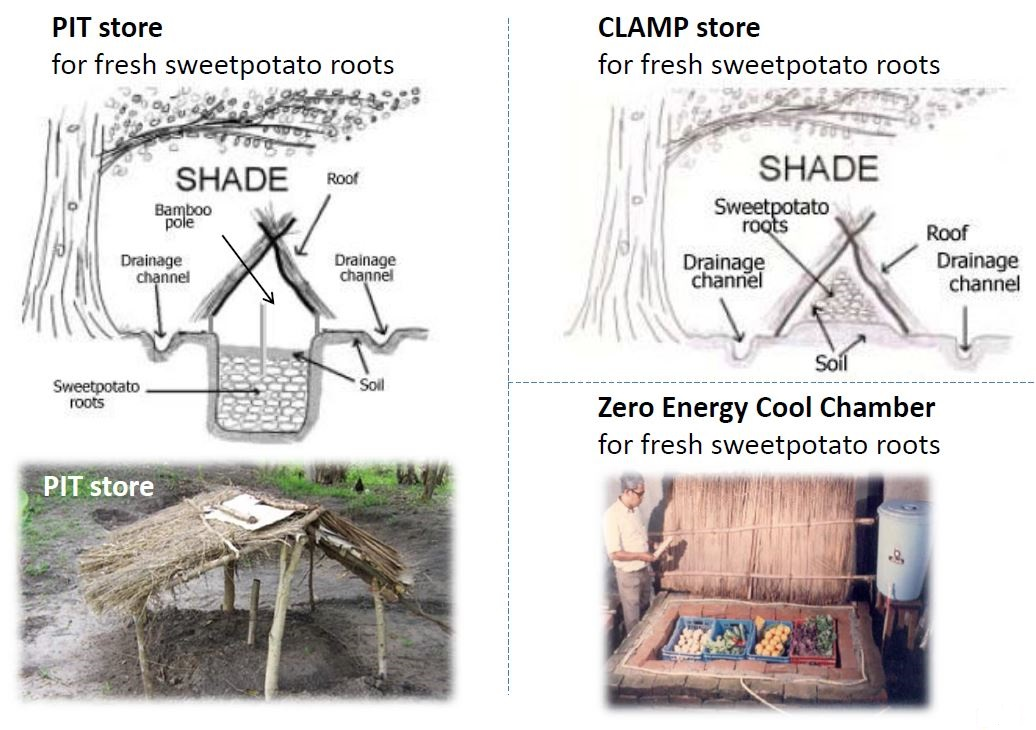 PIT store
for fresh sweetpotato roots
SHADE
Roof
Bamboo
pole
Drainage
channel
Drainage
channel
Sweetpotato
roots
Soil
PIT store
CLAMP store
for fresh sweetpotato roots
SHADE
Sweetpotato
roots
Roof
Drainage
channel
Drainage
channel
Soil
Zero Energy Cool Chamber
for fresh sweetpotato roots